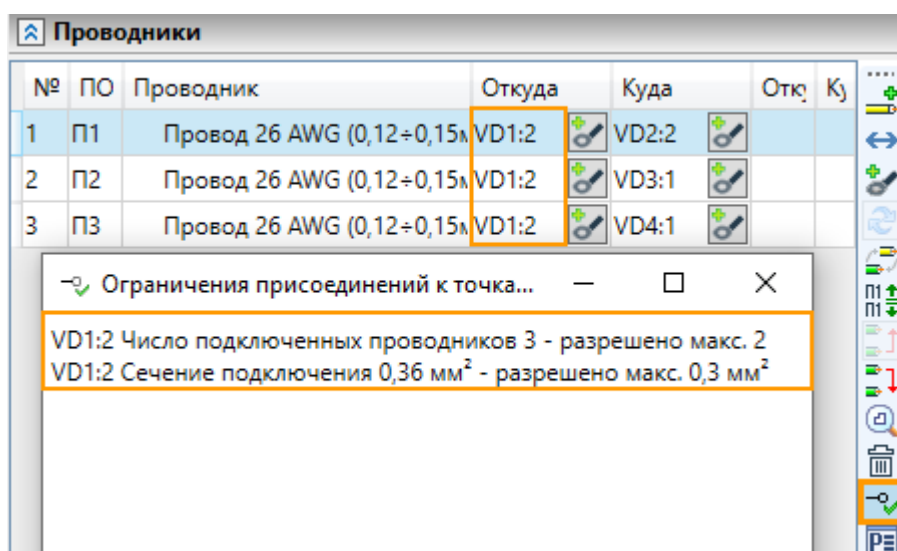 Проводники
№ ПО Проводник Откуда Куда
1 П1 Провод 26 AWG (0,12÷0,15 VD1:2 VD2:2
2 П2 Провод 26 AWG (0,12÷0,15 VD1:2 VD3:1
3 П3 Провод 26 AWG (0,12÷0,15 VD1:2 VD4:1
Ограничения присоединений к точка...
VD1:2 Число подключенных проводников 3 - разрешено макс. 2
VD1:2 Сечение подключения 0,36 мм² - разрешено макс. 0,3 мм²
П1
П1